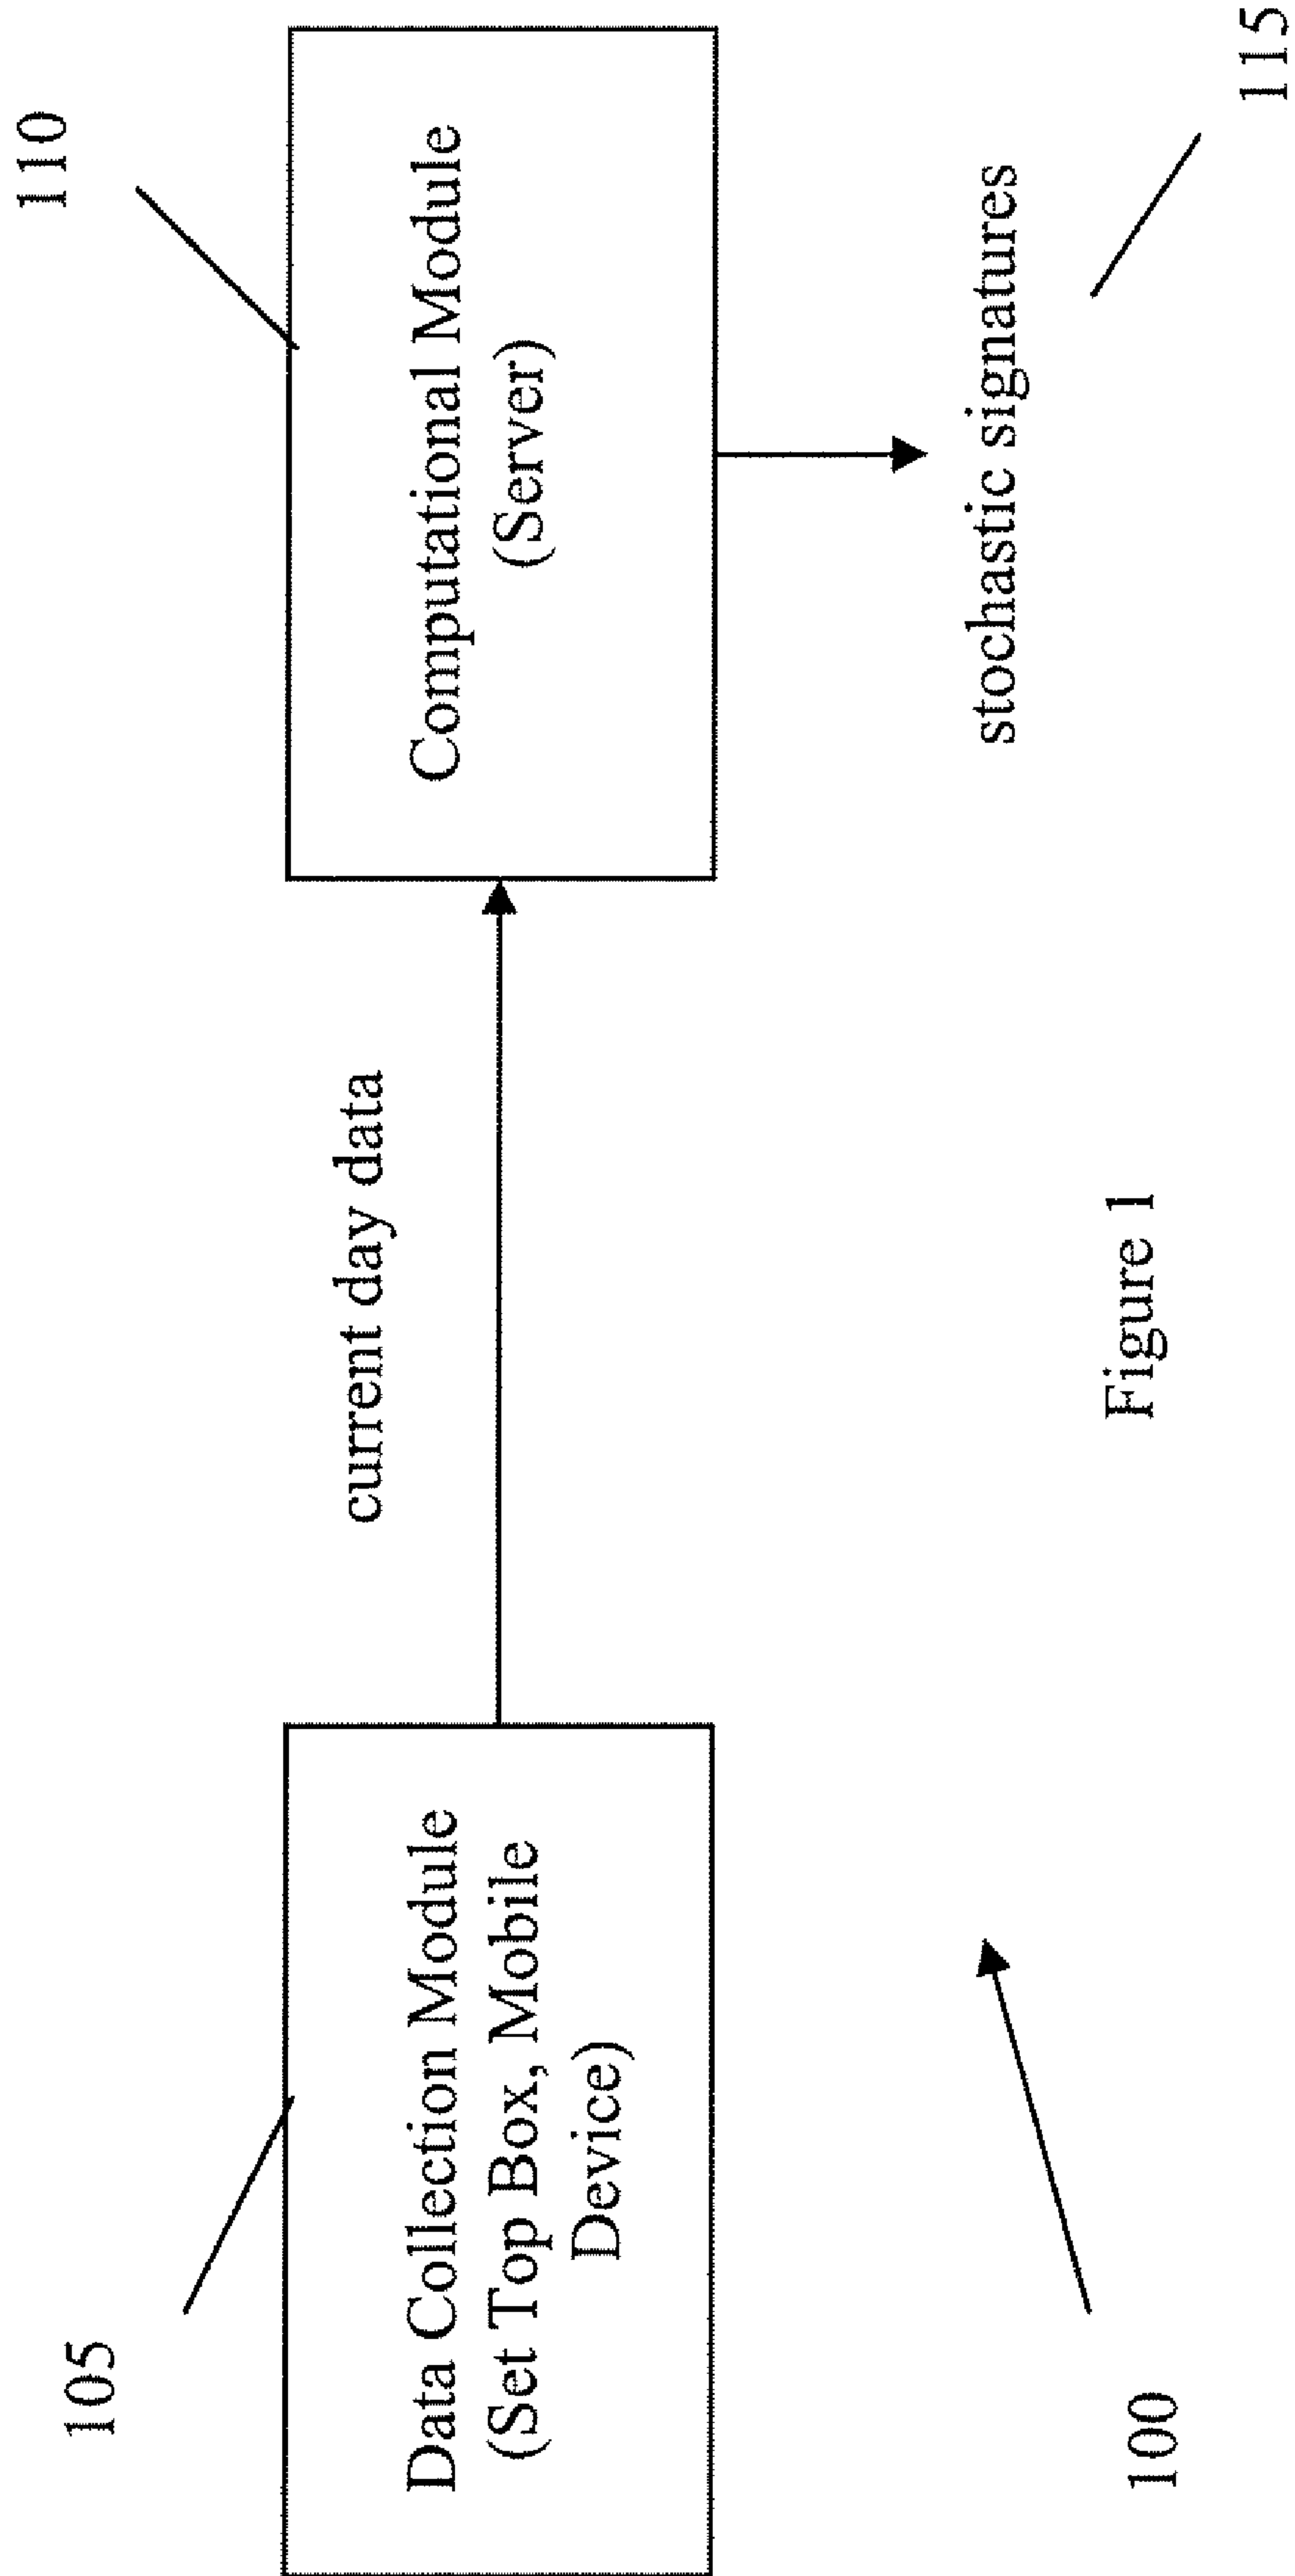 105
110
Data Collection Module
(Set Top Box, Mobile
Device)
current day data
Computational Module
(Server)
stochastic signatures
115
100
Figure 1